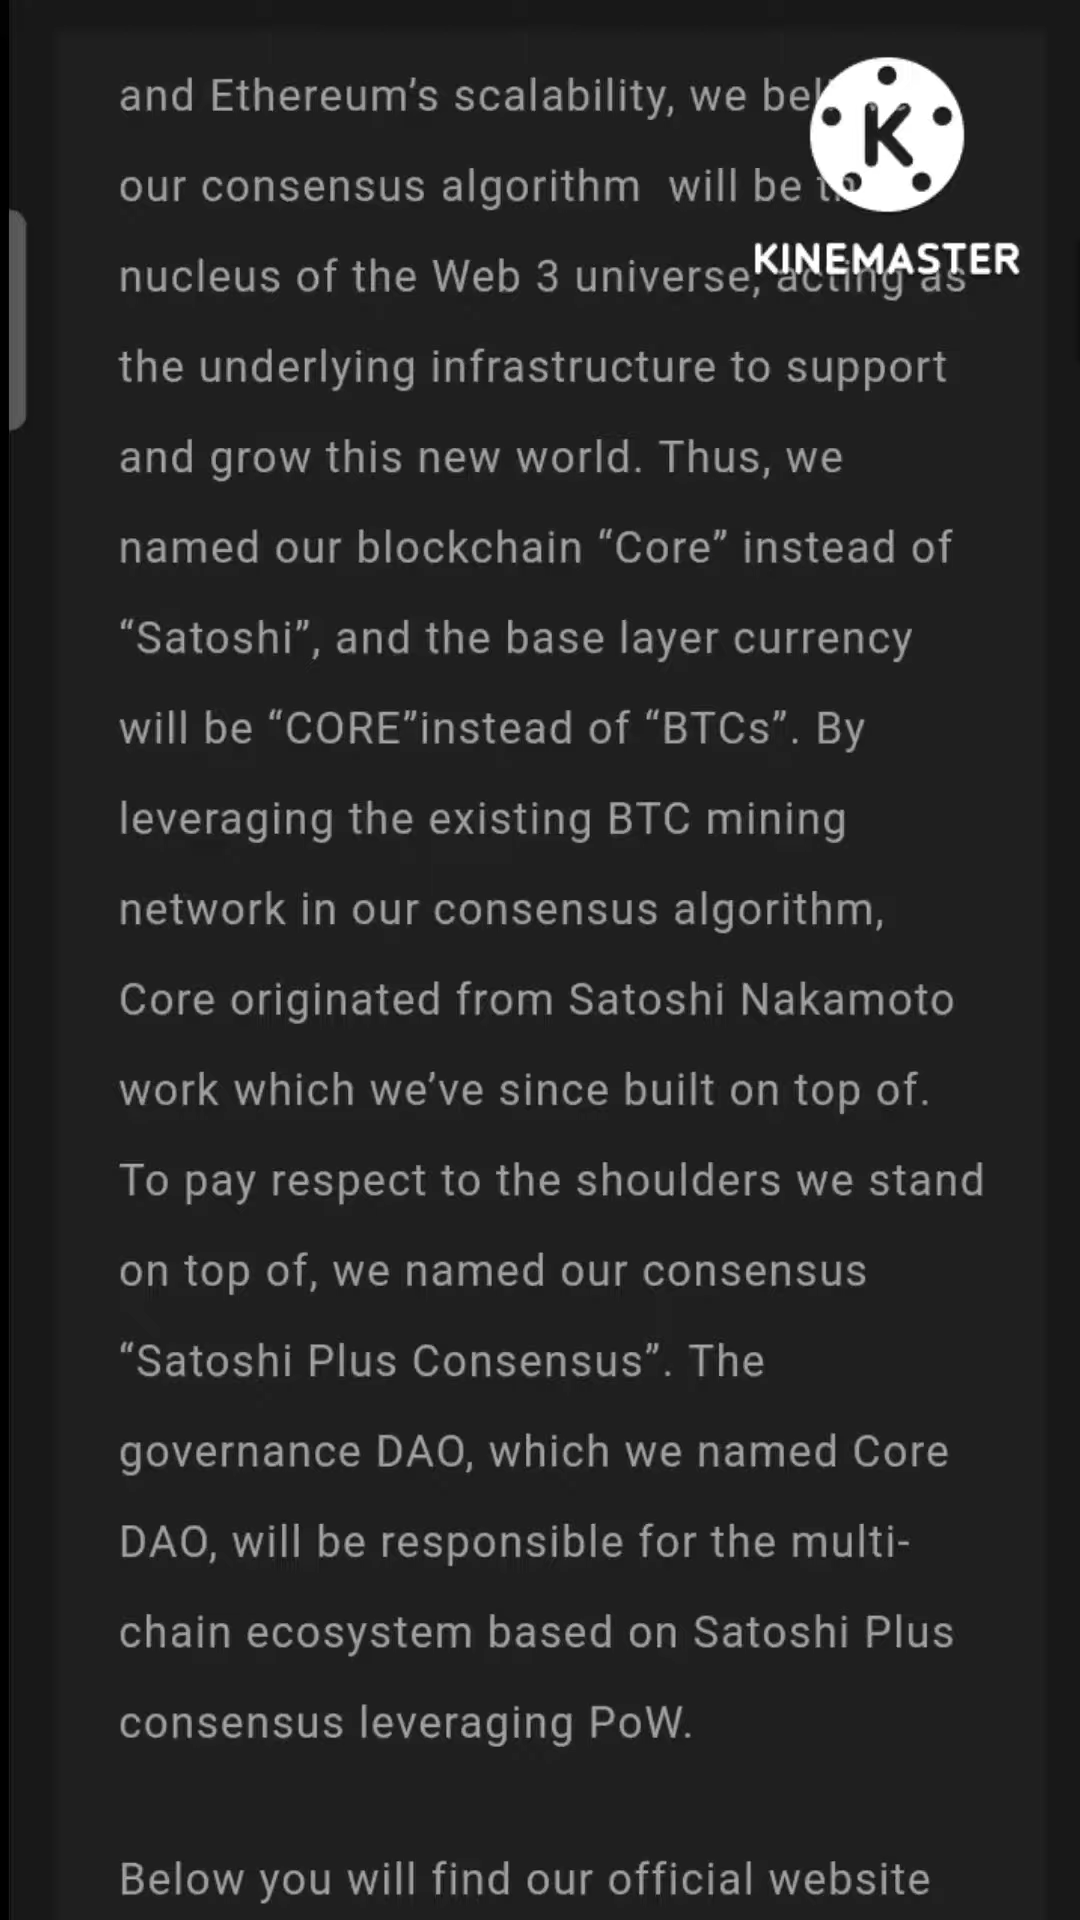 and Ethereum’s scalability, we
our consensus algorithm will be
nucleus of the Web 3 universe, acting as
the underlying infrastructure to support
and grow this new world. Thus, we
named our blockchain “Core” instead of
“Satoshi”, and the base layer currency
will be “CORE”instead of “BTCs”. By
leveraging the existing BTC mining
network in our consensus algorithm,
Core originated from Satoshi Nakamoto
work which we’ve since built on top of.
To pay respect to the shoulders we stand
on top of, we named our consensus
“Satoshi Plus Consensus”. The
governance DAO, which we named Core
DAO, will be responsible for the multi-
chain ecosystem based on Satoshi Plus
consensus leveraging PoW.
Below you will find our official website
K
KINEMASTER